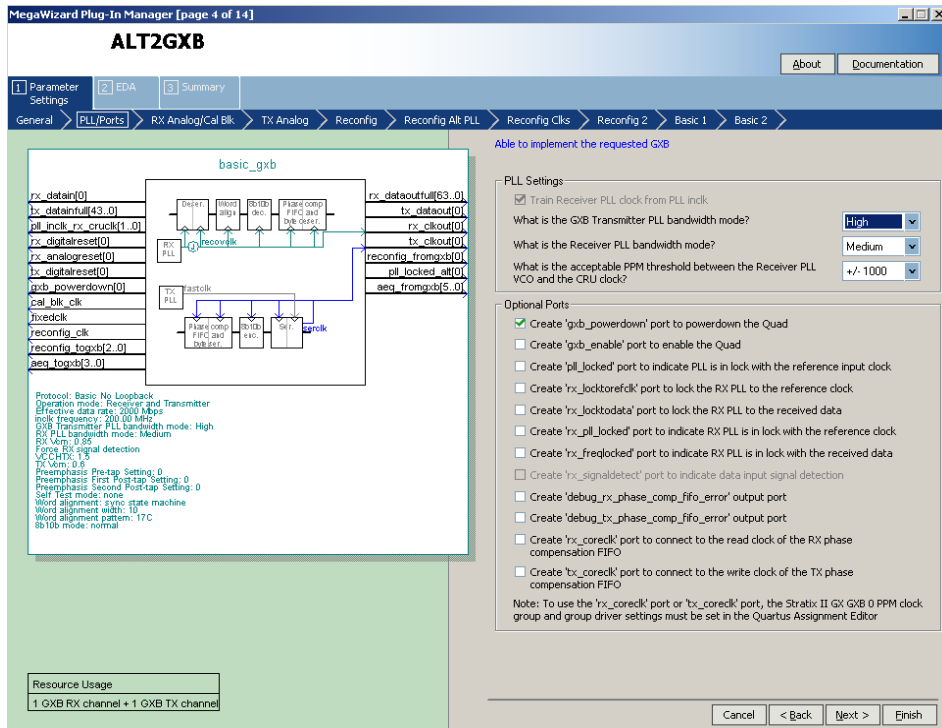 MegaWizard Plug-In Manager [page 4 of 14]
ALT2GXB
About
Documentation
1 Parameter Settings
2 EDA
3 Summary
General
PLL/Ports
RX Analog/Cal Blk
TX Analog
Reconfig
Reconfig Alt PLL
Reconfig Clks
Reconfig 2
Basic 1
Basic 2
basic_gxb
rx_datain[0]
tx_datainfull[43..0]
pll_inclk_rx_cruclk[1..0]
rx_digitalreset[0]
rx_analogreset[0]
tx_digitalreset[0]
gxb_powerdown[0]
cal_blk_clk
fixedclk
reconfig_clk
reconfig_togxb[2..0]
aeq_togxb[3..0]
Deser.
Word align
8b10b dec.
Phase comp FIFO and byte deser.
RX PLL
recovclk
TX PLL
fastclk
Phase comp FIFO and byte ser.
8b10b enc.
Ser.
serclk
rx_dataoutfull[63..0]
tx_dataout[0]
rx_clkout[0]
tx_clkout[0]
reconfig_fromgxb[0]
pll_locked_alt[0]
aeq_fromgxb[5..0]
Protocol: Basic No Loopback
Operation mode: Receiver and Transmitter
Effective data rate: 2000 Mbps
inclk frequency: 200.00 MHz
GXB Transmitter PLL bandwidth mode: High
RX PLL bandwidth mode: Medium
RX Vcm: 0.85
Force RX signal detection
VCCHTX: 1.5
TX Vcm: 0.6
Preemphasis Pre-tap Setting: 0
Preemphasis First Post-tap Setting: 0
Preemphasis Second Post-tap Setting: 0
Self Test mode: none
Word alignment: sync state machine
Word alignment width: 10
Word alignment pattern: 17C
8b10b mode: normal
Resource Usage
1 GXB RX channel + 1 GXB TX channel
Able to implement the requested GXB
PLL Settings
Train Receiver PLL clock from PLL inclk
What is the GXB Transmitter PLL bandwidth mode?
High
What is the Receiver PLL bandwidth mode?
Medium
What is the acceptable PPM threshold between the Receiver PLL
VCO and the CRU clock?
+/- 1000
Optional Ports
Create 'gxb_powerdown' port to powerdown the Quad
Create 'gxb_enable' port to enable the Quad
Create 'pll_locked' port to indicate PLL is in lock with the reference input clock
Create 'rx_locktorefclk' port to lock the RX PLL to the reference clock
Create 'rx_locktodata' port to lock the RX PLL to the received data
Create 'rx_pll_locked' port to indicate RX PLL is in lock with the reference clock
Create 'rx_freqlocked' port to indicate RX PLL is in lock with the received data
Create 'rx_signaldetect' port to indicate data input signal detection
Create 'debug_rx_phase_comp_fifo_error' output port
Create 'debug_tx_phase_comp_fifo_error' output port
Create 'rx_coreclk' port to connect to the read clock of the RX phase
compensation FIFO
Create 'tx_coreclk' port to connect to the write clock of the TX phase
compensation FIFO
Note: To use the 'rx_coreclk' port or 'tx_coreclk' port, the Stratix II GX GXB 0 PPM clock
group and group driver settings must be set in the Quartus Assignment Editor
Cancel
< Back
Next >
Finish